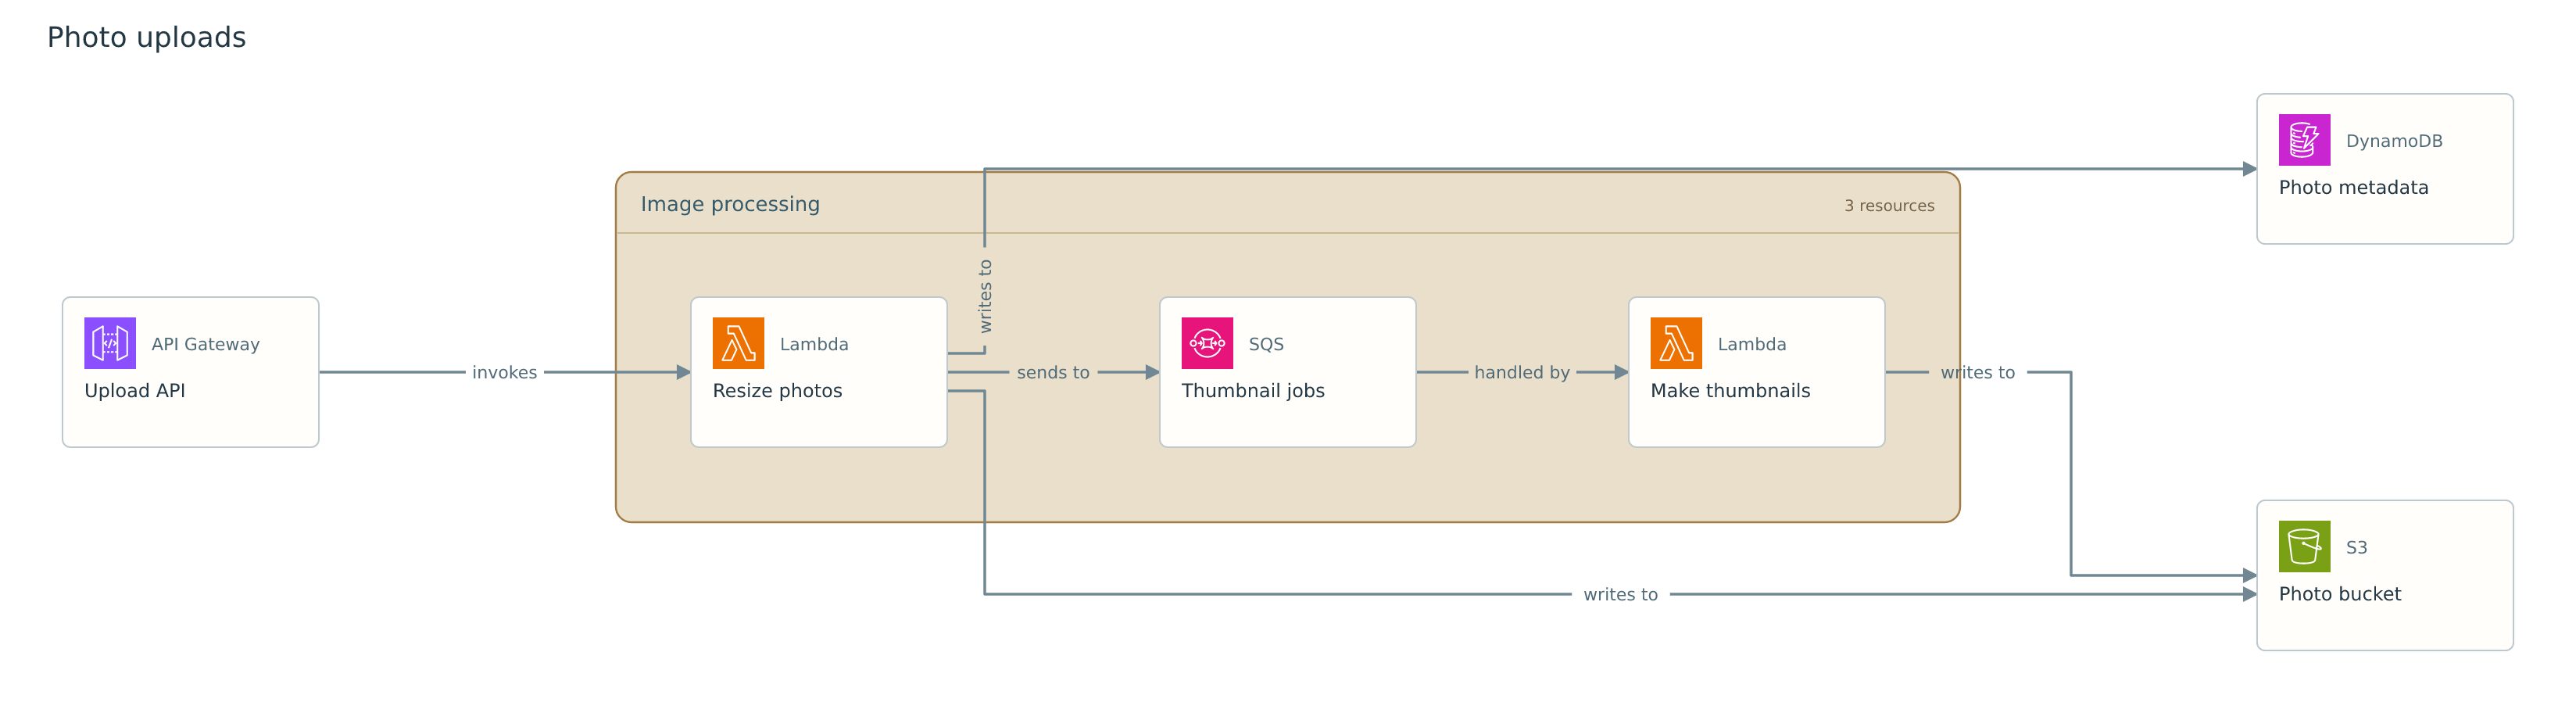 Photo uploads
DynamoDB
Photo metadata
Image processing
3 resources
writes to
API Gateway
Upload API
invokes
Lambda
Resize photos
sends to
SQS
Thumbnail jobs
handled by
Lambda
Make thumbnails
writes to
S3
Photo bucket
writes to